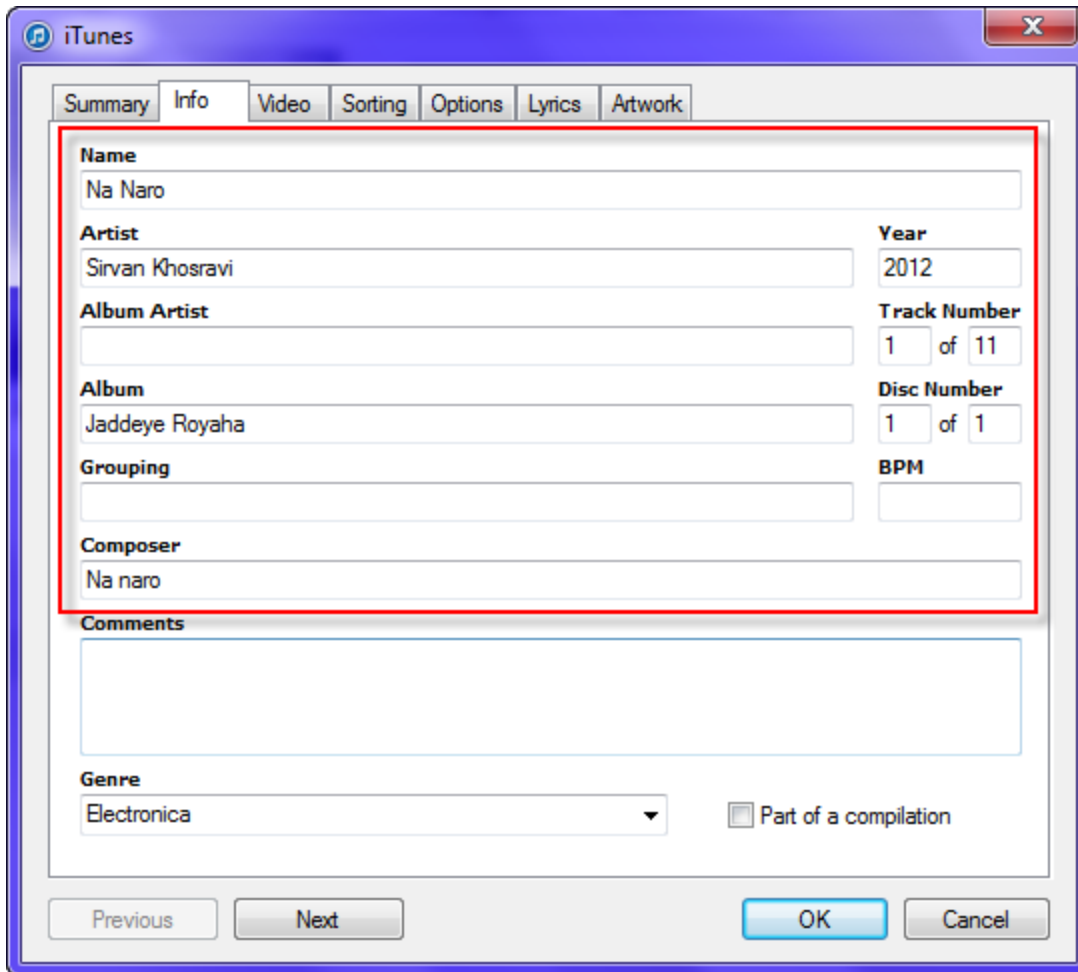 iTunes
Summary Info Video Sorting Options Lyrics Artwork
Name
Na Naro
Artist Year
Sirvan Khosravi 2012
Album Artist Track Number
1 of 11
Album Disc Number
Jaddeye Royaha 1 of 1
Grouping BPM
Composer
Na naro
Comments
Genre
Electronica Part of a compilation
Previous Next OK Cancel